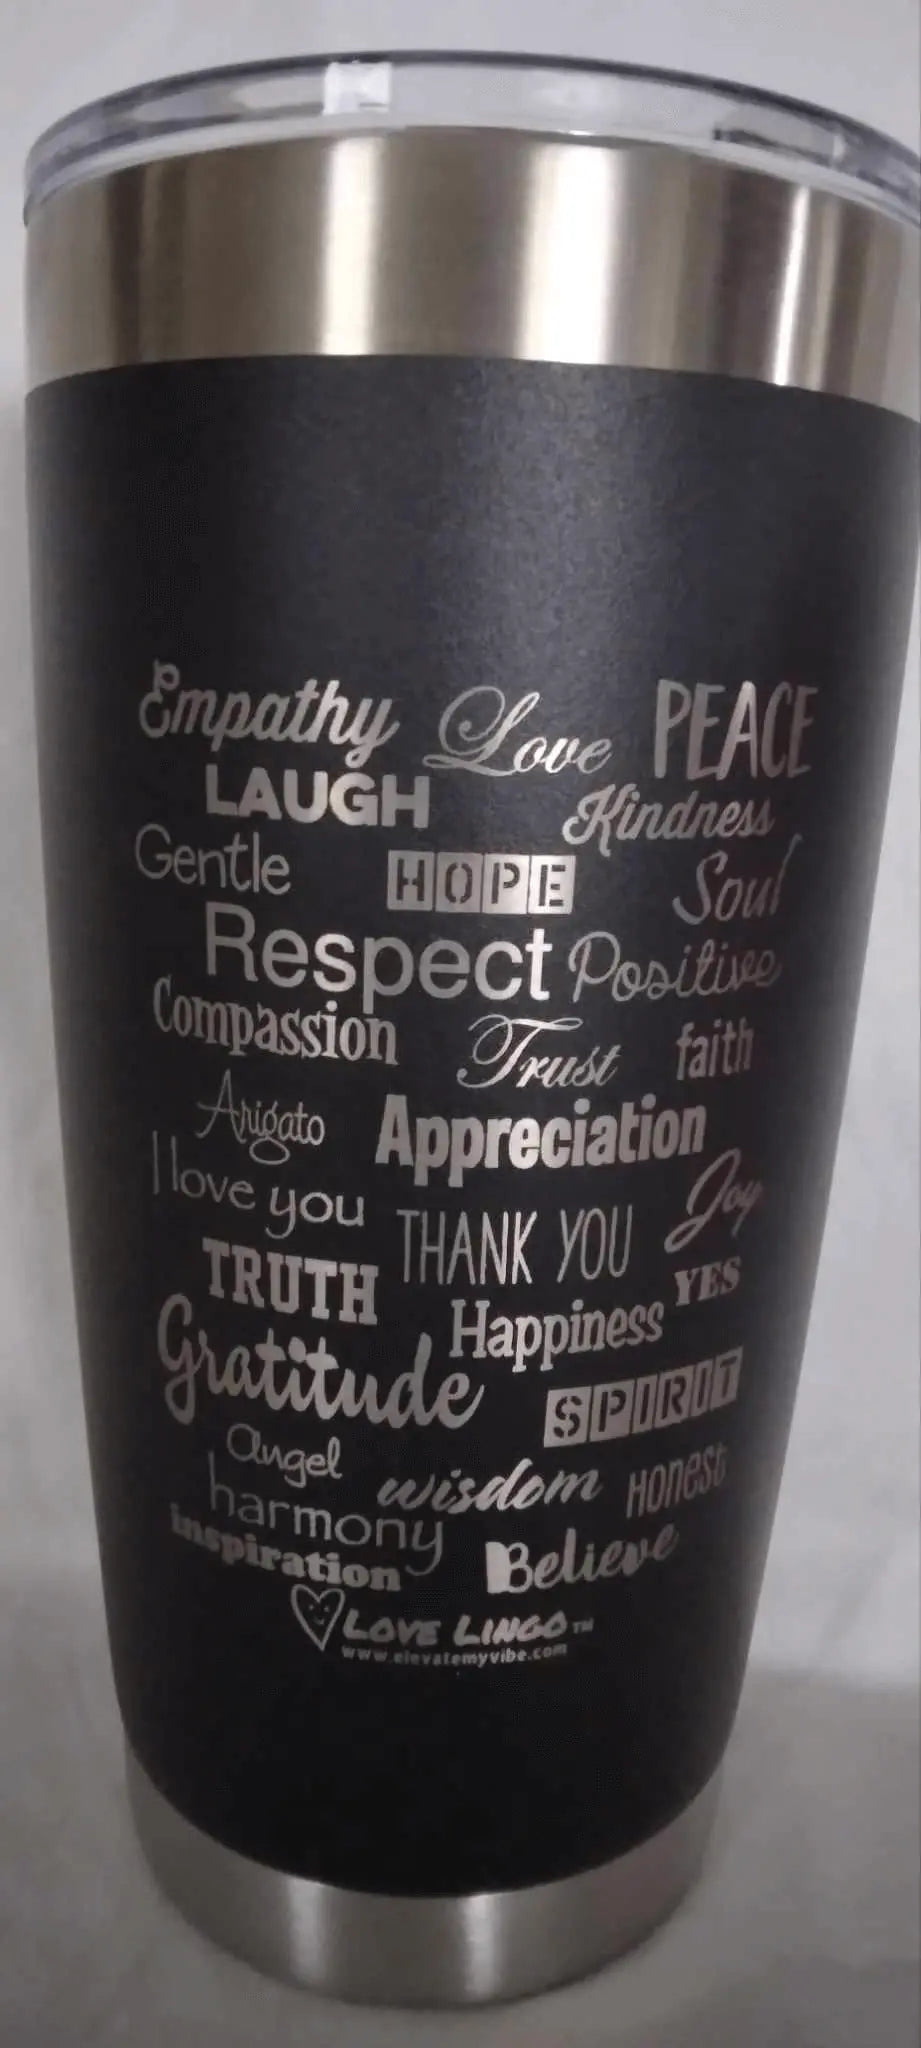 Empathy Love PEACE
LAUGH Kindness
Gentle HOPE Soul
Respect Positive
Compassion Trust faith
Arigato Appreciation
I love you THANK YOU Joy
TRUTH Happiness YES
Gratitude SPIRIT
angel wisdom HONEST
harmony
inspiration Believe
LOVE LINGO™
www.elevatemyvibe.com